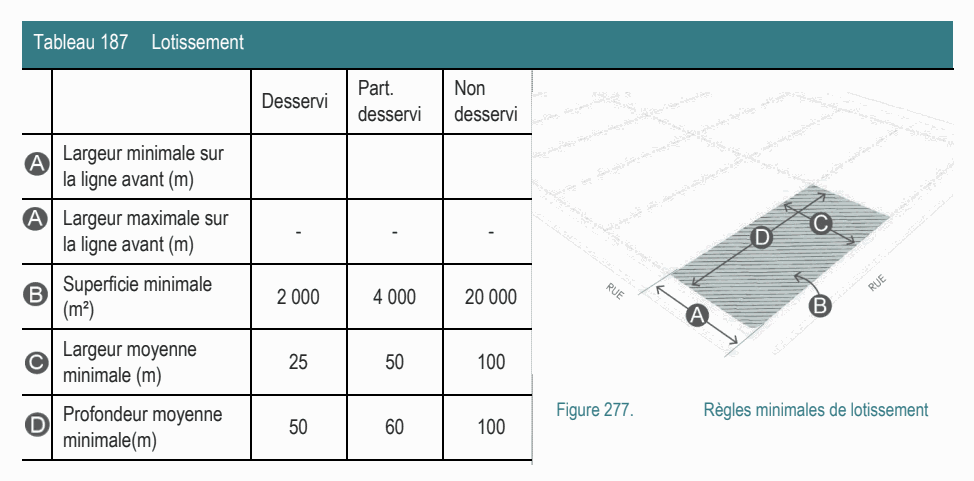 Tableau 187 Lotissement
Desservi
Part.
desservi
Non
desservi
A Largeur minimale sur
la ligne avant (m)
A Largeur maximale sur
la ligne avant (m) - - -
B Superficie minimale
(m²) 2 000 4 000 20 000
C Largeur moyenne
minimale (m) 25 50 100
D Profondeur moyenne
minimale(m) 50 60 100
C
D
RUE
RUE
A
B
Figure 277. Règles minimales de lotissement